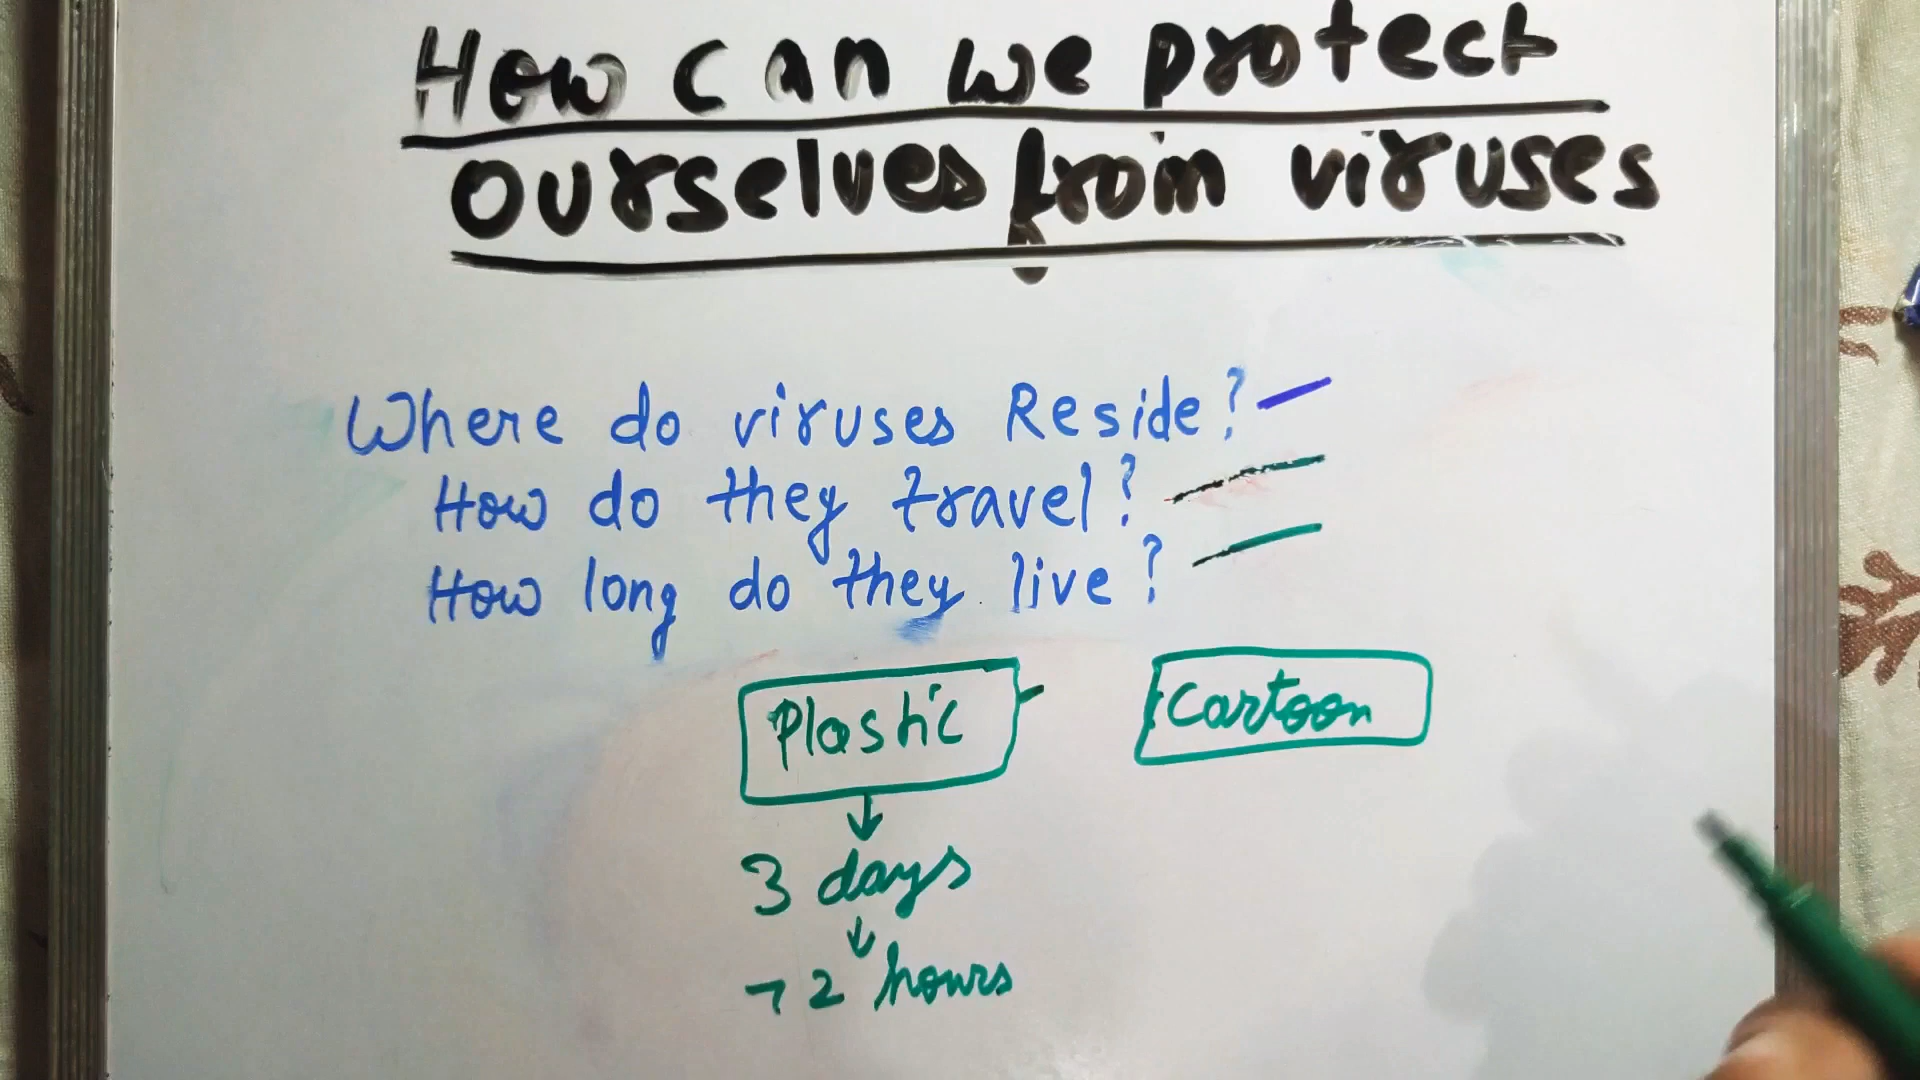 How can we protect
ourselves from viruses
Where do viruses Reside?
How do they travel?
How long do they live?
Plastic
Cartoon
3 days
72 hours